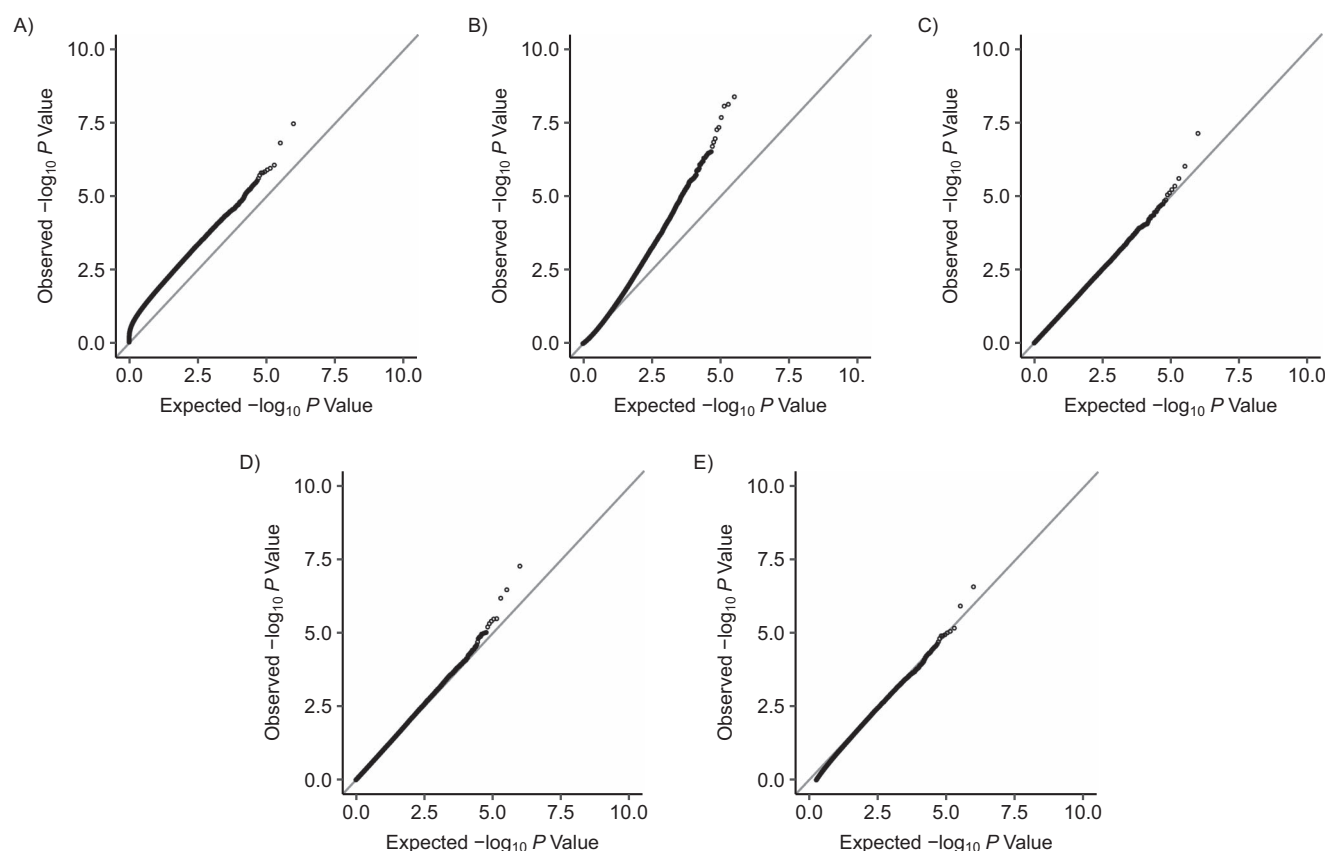 A)
10.0
7.5
5.0
2.5
0.0
Observed −log₁₀ P Value
0.0 2.5 5.0 7.5 10.0
Expected −log₁₀ P Value
B)
10.0
7.5
5.0
2.5
0.0
Observed −log₁₀ P Value
0.0 2.5 5.0 7.5 10.
Expected −log₁₀ P Value
C)
10.0
7.5
5.0
2.5
0.0
Observed −log₁₀ P Value
0.0 2.5 5.0 7.5 10.0
Expected −log₁₀ P Value
D)
10.0
7.5
5.0
2.5
0.0
Observed −log₁₀ P Value
0.0 2.5 5.0 7.5 10.0
Expected −log₁₀ P Value
E)
10.0
7.5
5.0
2.5
0.0
Observed −log₁₀ P Value
0.0 2.5 5.0 7.5 10.0
Expected −log₁₀ P Value